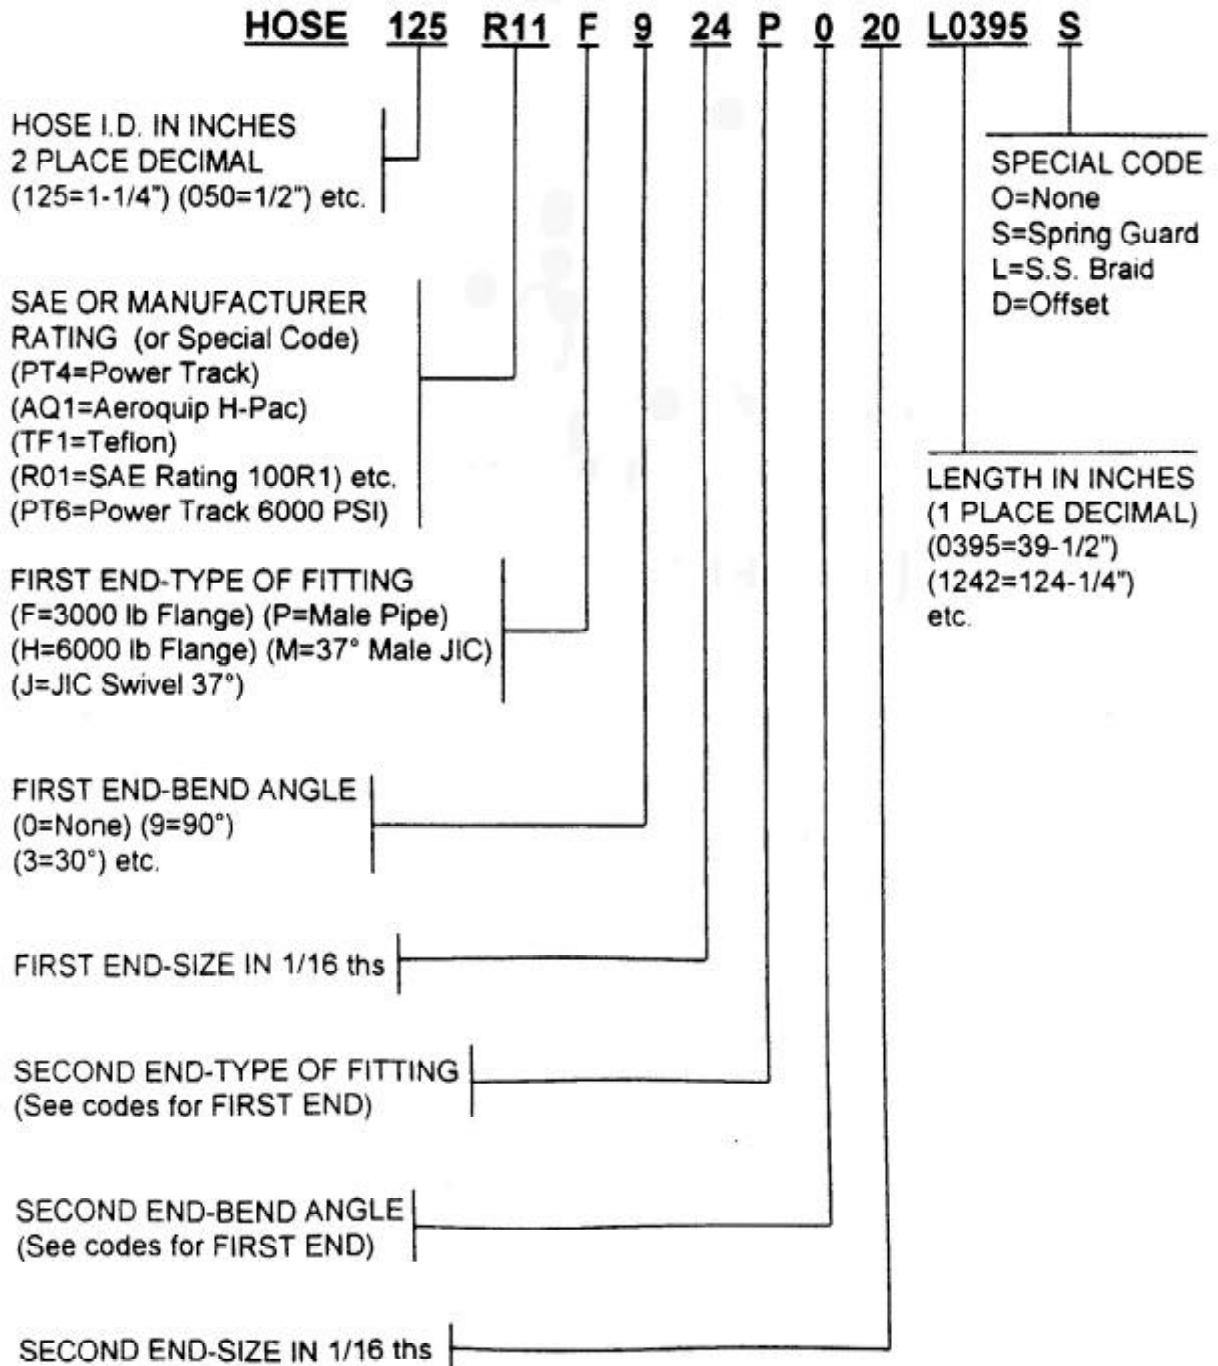 HOSE 125 R11 F 9 24 P 0 20 L0395 S
HOSE I.D. IN INCHES
2 PLACE DECIMAL
(125=1-1/4") (050=1/2") etc.
SPECIAL CODE
O=None
S=Spring Guard
L=S.S. Braid
D=Offset
SAE OR MANUFACTURER
RATING (or Special Code)
(PT4=Power Track)
(AQ1=Aeroquip H-Pac)
(TF1=Teflon)
(R01=SAE Rating 100R1) etc.
(PT6=Power Track 6000 PSI)
LENGTH IN INCHES
(1 PLACE DECIMAL)
(0395=39-1/2")
(1242=124-1/4")
etc.
FIRST END-TYPE OF FITTING
(F=3000 lb Flange) (P=Male Pipe)
(H=6000 lb Flange) (M=37° Male JIC)
(J=JIC Swivel 37°)
FIRST END-BEND ANGLE
(0=None) (9=90°)
(3=30°) etc.
FIRST END-SIZE IN 1/16 ths
SECOND END-TYPE OF FITTING
(See codes for FIRST END)
SECOND END-BEND ANGLE
(See codes for FIRST END)
SECOND END-SIZE IN 1/16 ths